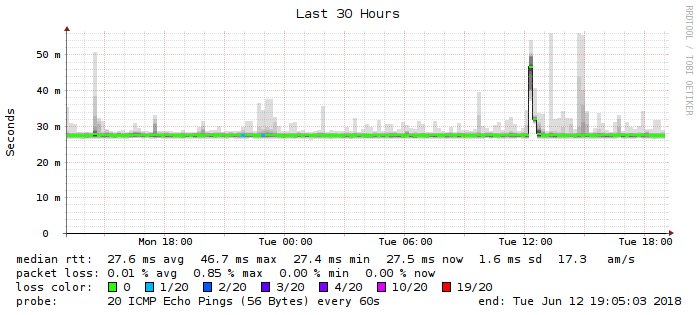 Last 30 Hours
RRDTOOL / TOBI OETIKER
Seconds
50 m
40 m
30 m
20 m
10 m
0
Mon 18:00 Tue 00:00 Tue 06:00 Tue 12:00 Tue 18:00
median rtt: 27.6 ms avg 46.7 ms max 27.4 ms min 27.5 ms now 1.6 ms sd 17.3 am/s
packet loss: 0.01 % avg 0.85 % max 0.00 % min 0.00 % now
loss color: 0 1/20 2/20 3/20 4/20 10/20 19/20
probe: 20 ICMP Echo Pings (56 Bytes) every 60s end: Tue Jun 12 19:05:03 2018